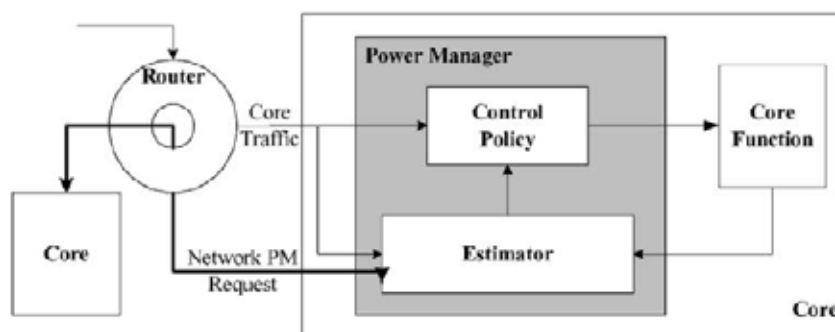 Power Manager
Router
Core
Traffic
Control
Policy
Core
Function
Core
Network PM
Request
Estimator
Core